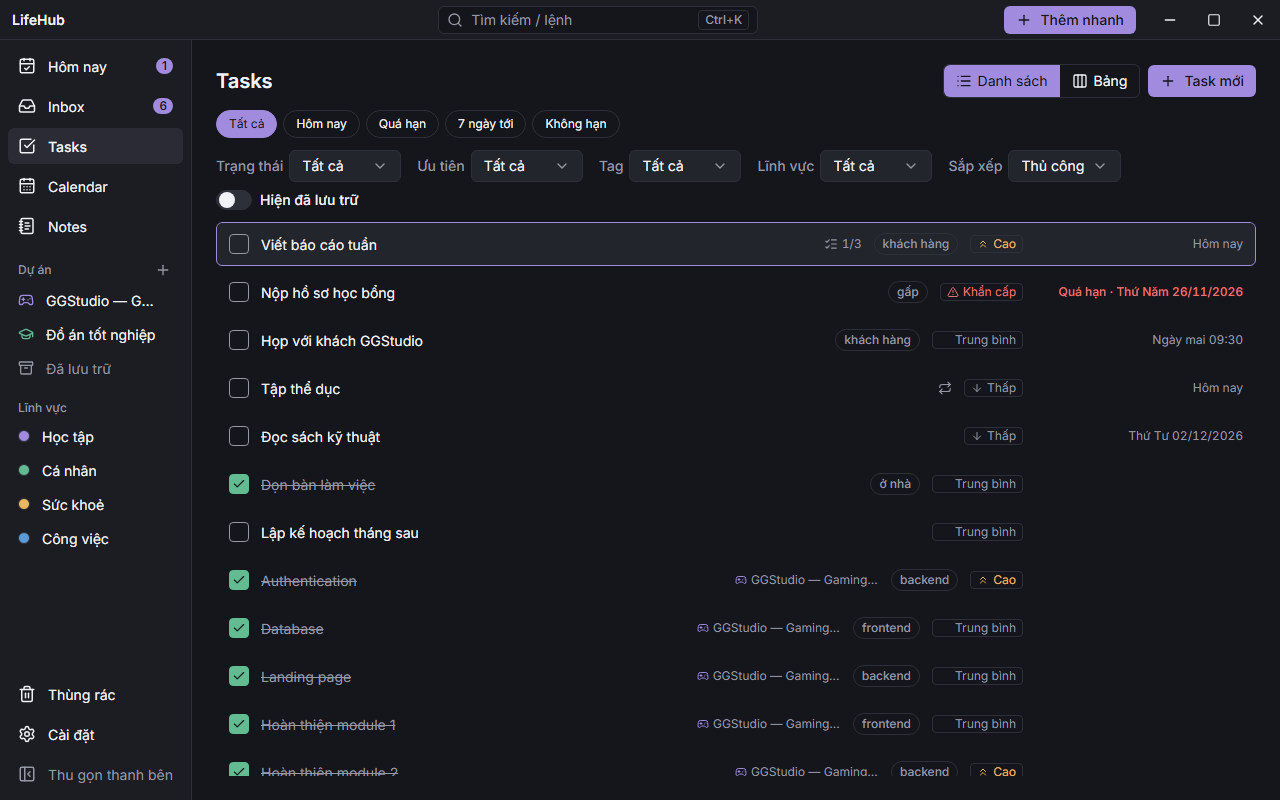 LifeHub
Tìm kiếm / lệnh
Ctrl+K
Thêm nhanh
Hôm nay
1
Inbox
6
Tasks
Calendar
Notes
Dự án
GGStudio — G...
Đồ án tốt nghiệp
Đã lưu trữ
Lĩnh vực
Học tập
Cá nhân
Sức khoẻ
Công việc
Thùng rác
Cài đặt
Thu gọn thanh bên
Tasks
Danh sách
Bảng
Task mới
Tất cả
Hôm nay
Quá hạn
7 ngày tới
Không hạn
Trạng thái Tất cả
Ưu tiên Tất cả
Tag Tất cả
Lĩnh vực Tất cả
Sắp xếp Thủ công
Hiện đã lưu trữ
Viết báo cáo tuần 1/3 khách hàng Cao Hôm nay
Nộp hồ sơ học bổng gấp Khẩn cấp Quá hạn · Thứ Năm 26/11/2026
Họp với khách GGStudio khách hàng Trung bình Ngày mai 09:30
Tập thể dục Thấp Hôm nay
Đọc sách kỹ thuật Thấp Thứ Tư 02/12/2026
Dọn bàn làm việc ở nhà Trung bình
Lập kế hoạch tháng sau Trung bình
Authentication GGStudio — Gaming... backend Cao
Database GGStudio — Gaming... frontend Trung bình
Landing page GGStudio — Gaming... backend Trung bình
Hoàn thiện module 1 GGStudio — Gaming... frontend Trung bình
Hoàn thiện module 2 GGStudio — Gaming... backend Cao